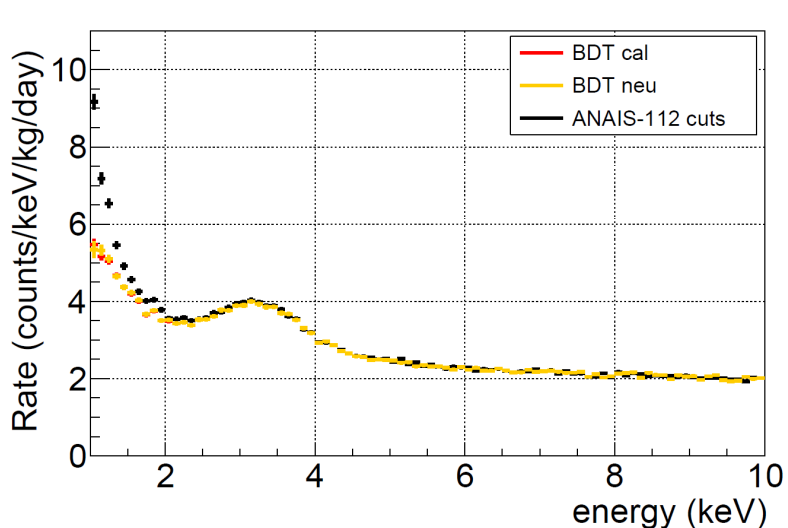 Rate (counts/keV/kg/day)
10
8
6
4
2
0
BDT cal
BDT neu
ANAIS-112 cuts
2
4
6
8
10
energy (keV)